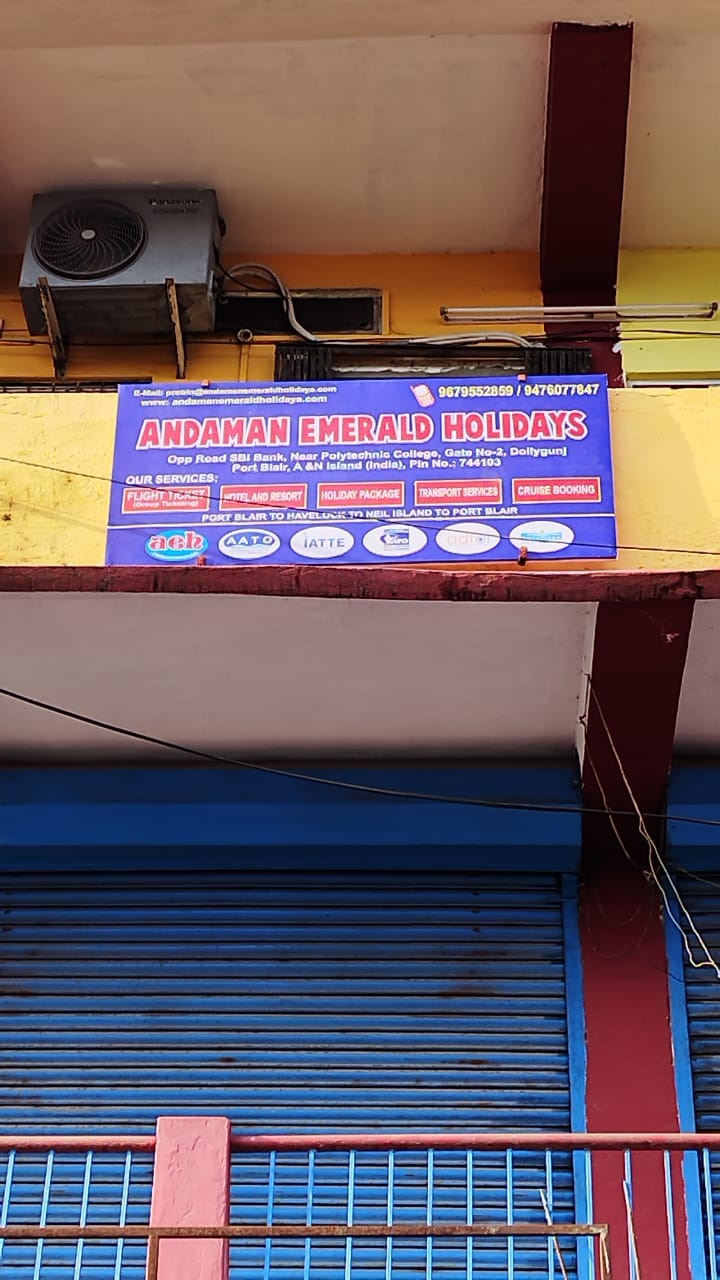 Panasonic
E-Mail: probin@andamanemeraldholidays.com
www: andamanemeraldholidays.com
9679552859 / 9476077847
ANDAMAN EMERALD HOLIDAYS
Opp Road SBI Bank, Near Polytechnic College, Gate No-2, Dollygunj
Port Blair, A &N Island (India), Pin No.: 744103
OUR SERVICES:
FLIGHT TICKET
(Group Ticketing)
HOTEL AND RESORT
HOLIDAY PACKAGE
TRANSPORT SERVICES
CRUISE BOOKING
PORT BLAIR TO HAVELOCK TO NEIL ISLAND TO PORT BLAIR
aeh
AATO
IATTE
adtoi